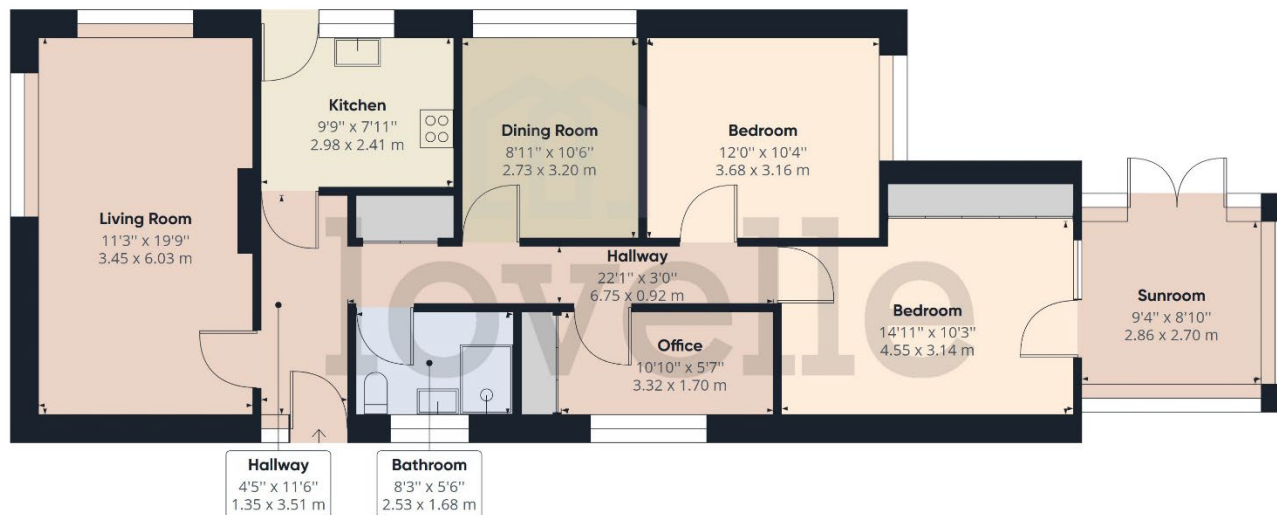 Living Room
11'3" x 19'9"
3.45 x 6.03 m
Kitchen
9'9" x 7'11"
2.98 x 2.41 m
Dining Room
8'11" x 10'6"
2.73 x 3.20 m
Bedroom
12'0" x 10'4"
3.68 x 3.16 m
Hallway
22'1" x 3'0"
6.75 x 0.92 m
Bedroom
14'11" x 10'3"
4.55 x 3.14 m
Sunroom
9'4" x 8'10"
2.86 x 2.70 m
Office
10'10" x 5'7"
3.32 x 1.70 m
Hallway
4'5" x 11'6"
1.35 x 3.51 m
Bathroom
8'3" x 5'6"
2.53 x 1.68 m
lovelle